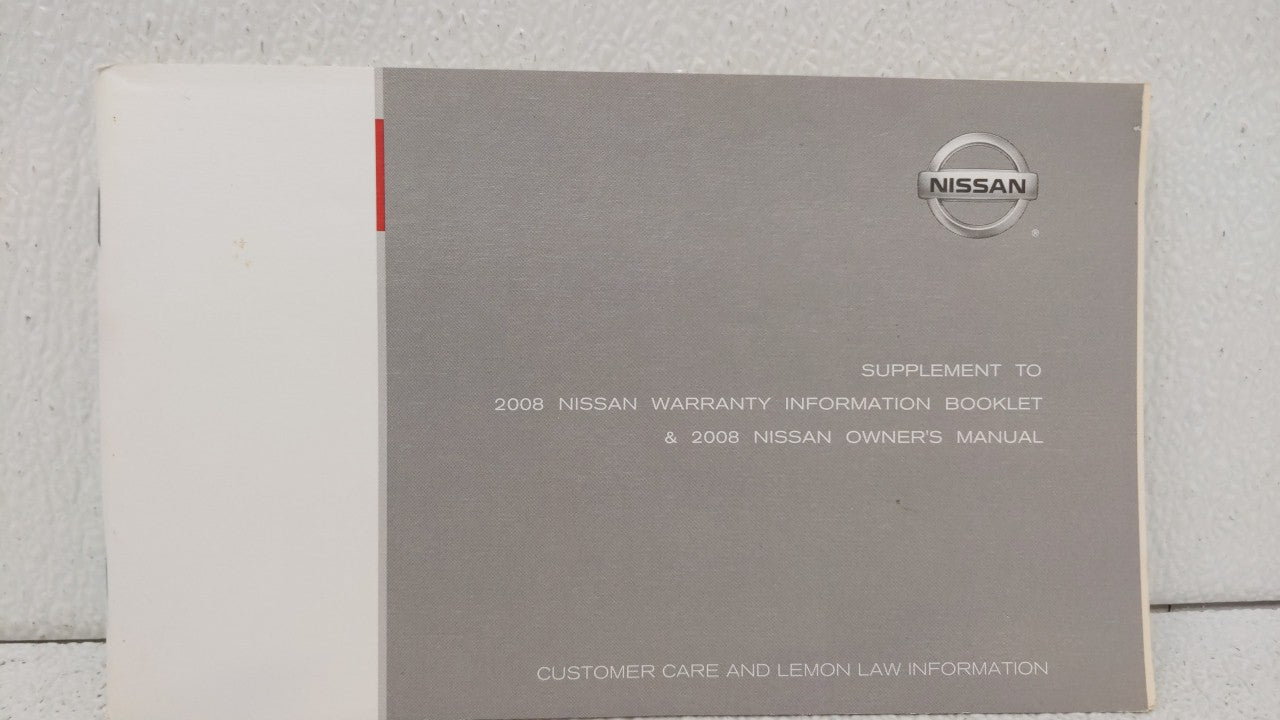 NISSAN
®
SUPPLEMENT TO
2008 NISSAN WARRANTY INFORMATION BOOKLET
& 2008 NISSAN OWNER'S MANUAL
CUSTOMER CARE AND LEMON LAW INFORMATION